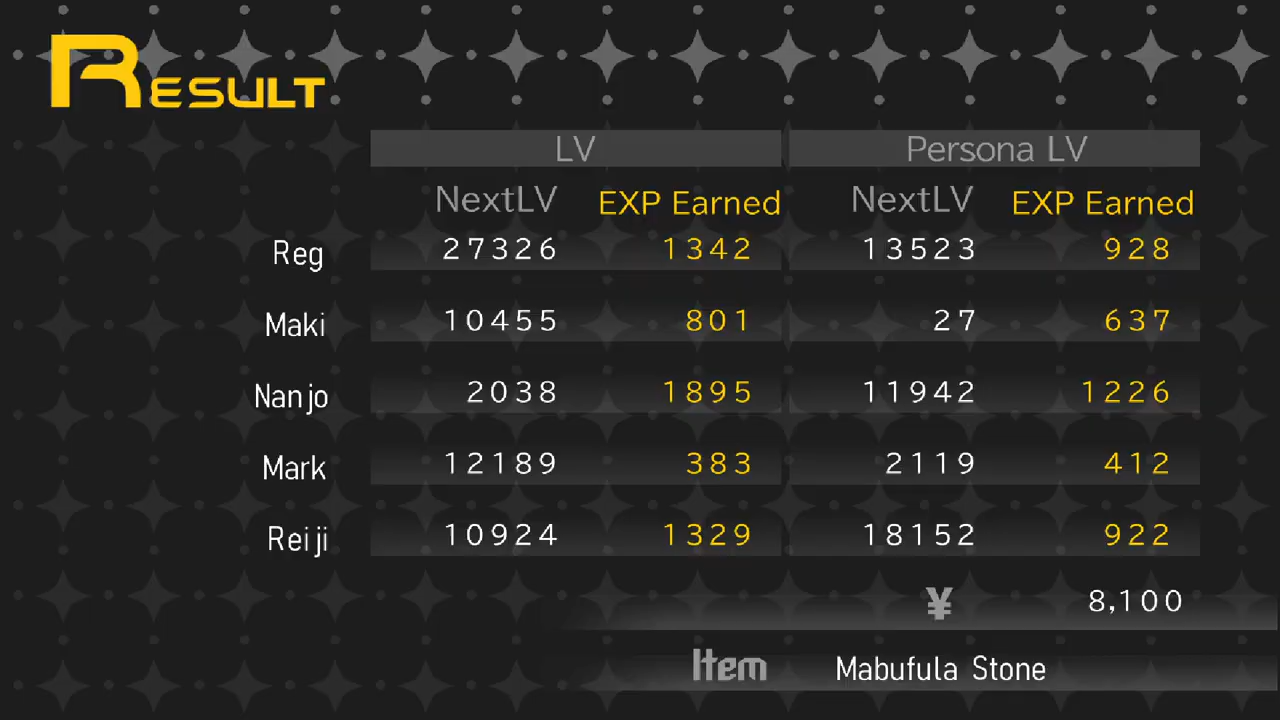 RESULT
LV Persona LV
NextLV EXP Earned NextLV EXP Earned
Reg 27326 1342 13523 928
Maki 10455 801 27 637
Nanjo 2038 1895 11942 1226
Mark 12189 383 2119 412
Reiji 10924 1329 18152 922
¥ 8,100
Item Mabufula Stone